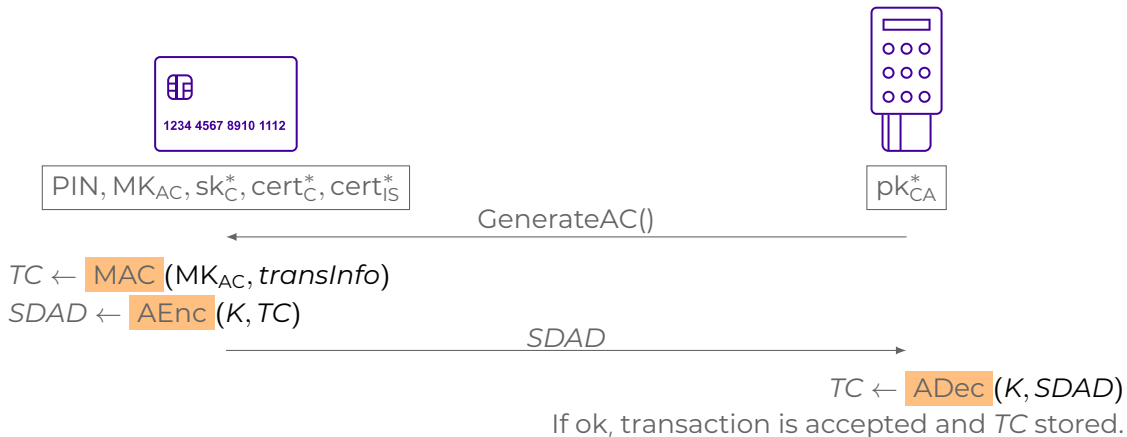 1234 4567 8910 1112
PIN, MK_AC, sk*_C, cert*_C, cert*_IS
pk*_CA
GenerateAC()
TC ← MAC (MK_AC, transInfo)
SDAD ← AEnc (K, TC)
SDAD
TC ← ADec (K, SDAD)
If ok, transaction is accepted and TC stored.